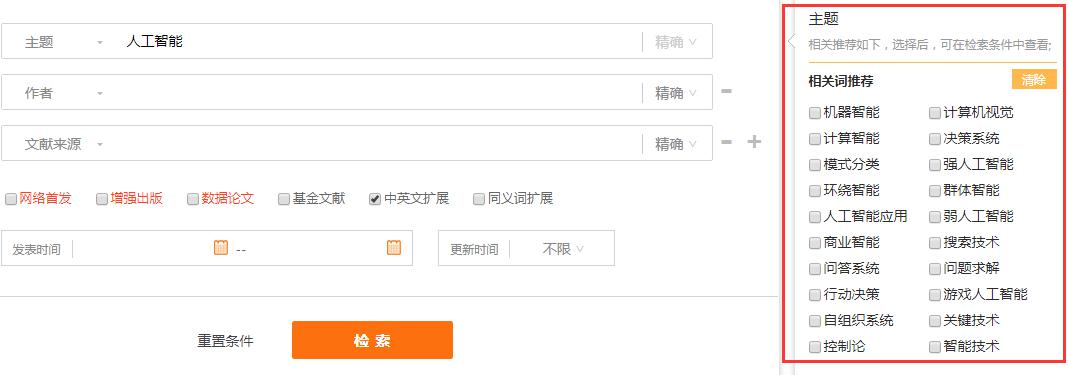 主题 人工智能 精确
作者 精确
文献来源 精确
网络首发 增强出版 数据论文 基金文献 中英文扩展 同义词扩展
发表时间 -- 更新时间 不限
重置条件 检索
主题
相关推荐如下，选择后，可在检索条件中查看;
相关词推荐 清除
机器智能 计算机视觉
计算智能 决策系统
模式分类 强人工智能
环绕智能 群体智能
人工智能应用 弱人工智能
商业智能 搜索技术
问答系统 问题求解
行动决策 游戏人工智能
自组织系统 关键技术
控制论 智能技术